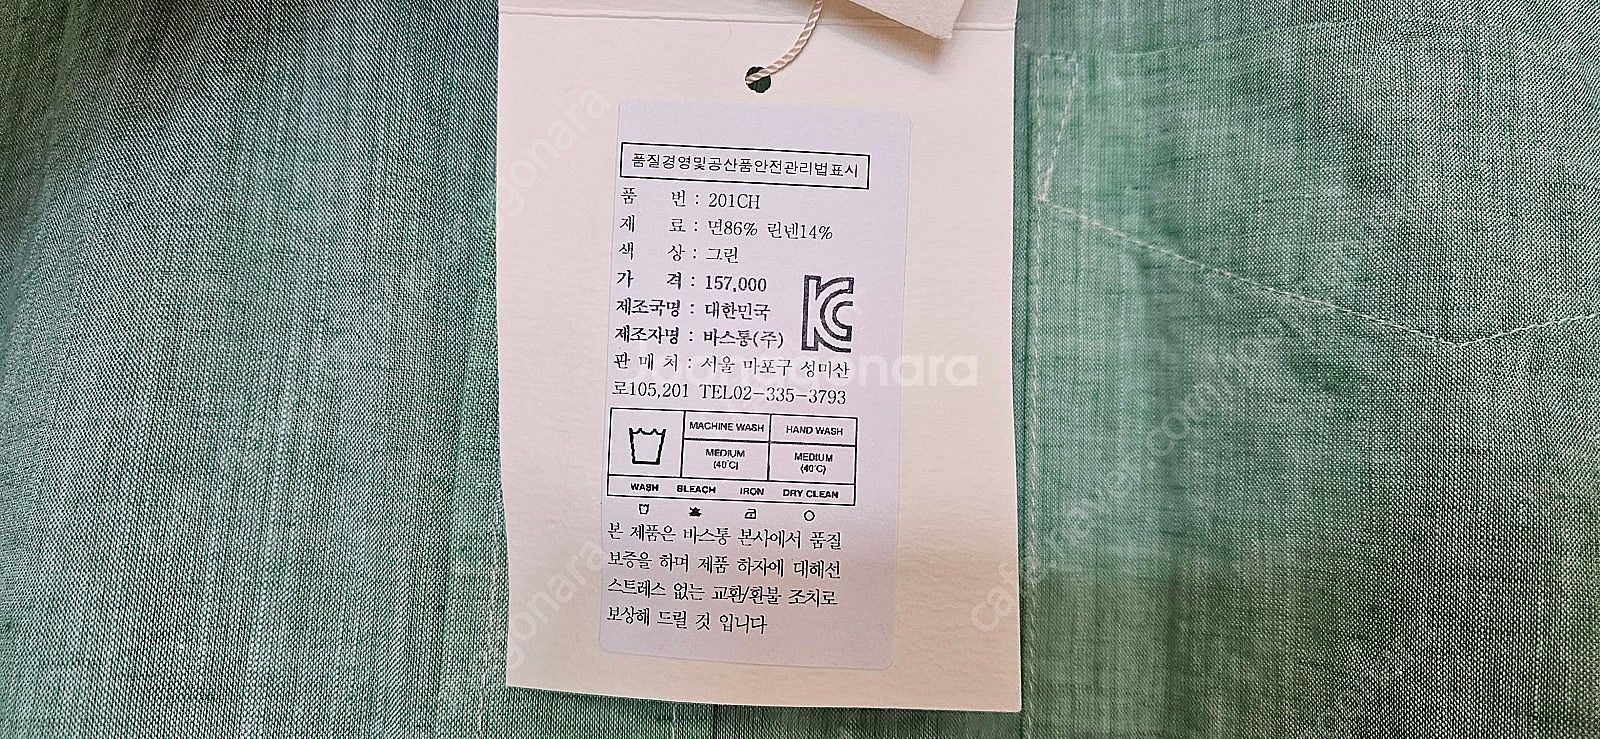 품질경영및공산품안전관리법표시
품 번 : 201CH
재 료 : 면86% 린넨14%
색 상 : 그린
가 격 : 157,000
제조국명 : 대한민국
제조자명 : 바스통(주)
판 매 치 : 서울 마포구 성미산
로105,201 TEL02-335-3793
MACHINE WASH HAND WASH
MEDIUM (40°C) MEDIUM (40°C)
WASH BLEACH IRON DRY CLEAN
본 제품은 바스통 본사에서 품질
보증을 하며 제품 하자에 대해선
스트레스 없는 교환/환불 조치로
보상해 드릴 것 입니다